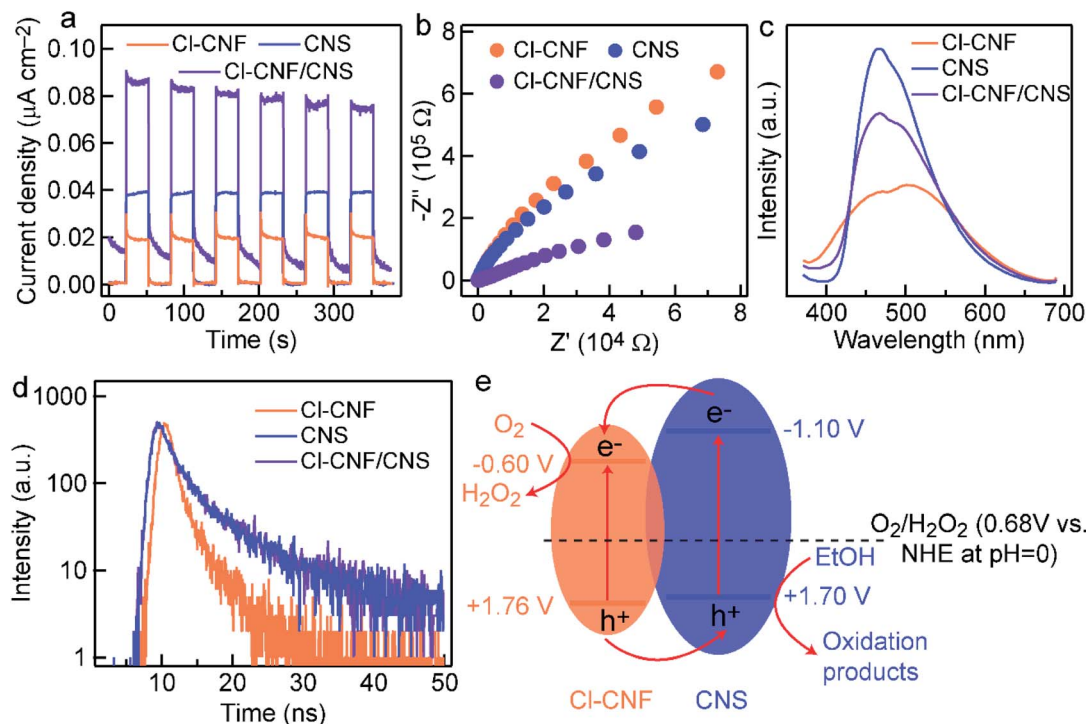 a
Cl-CNF CNS
Cl-CNF/CNS
Current density (μA cm⁻²)
0.10
0.08
0.06
0.04
0.02
0.00
0 100 200 300
Time (s)
b
Cl-CNF CNS
Cl-CNF/CNS
-Z'' (10⁵ Ω)
8
6
4
2
0
0 2 4 6 8
Z' (10⁴ Ω)
c
Cl-CNF
CNS
Cl-CNF/CNS
Intensity (a.u.)
400 500 600 700
Wavelength (nm)
d
Cl-CNF
CNS
Cl-CNF/CNS
Intensity (a.u.)
1000
100
10
1
10 20 30 40 50
Time (ns)
e
e⁻
e⁻
O₂
-1.10 V
-0.60 V
H₂O₂
O₂/H₂O₂ (0.68V vs.
NHE at pH=0)
EtOH
+1.76 V
h⁺
h⁺
+1.70 V
Oxidation
products
Cl-CNF
CNS